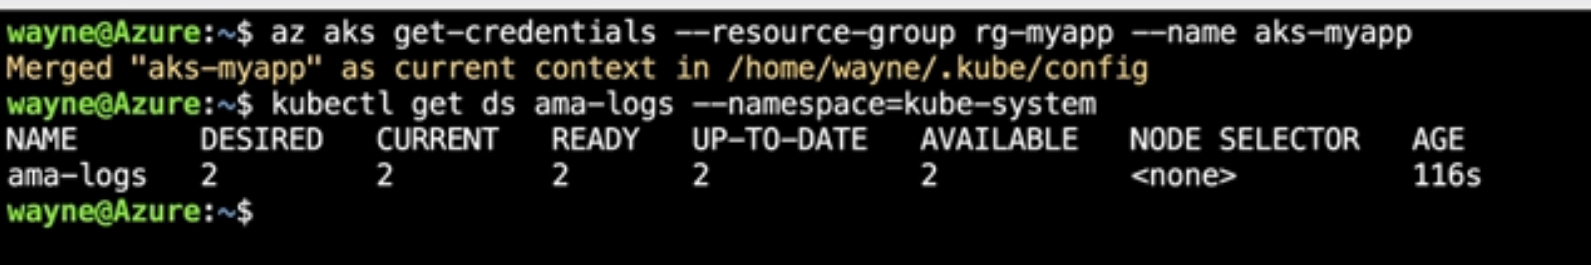 wayne@Azure:~$ az aks get-credentials --resource-group rg-myapp --name aks-myapp
Merged "aks-myapp" as current context in /home/wayne/.kube/config
wayne@Azure:~$ kubectl get ds ama-logs --namespace=kube-system
NAME DESIRED CURRENT READY UP-TO-DATE AVAILABLE NODE SELECTOR AGE
ama-logs 2 2 2 2 2 <none> 116s
wayne@Azure:~$